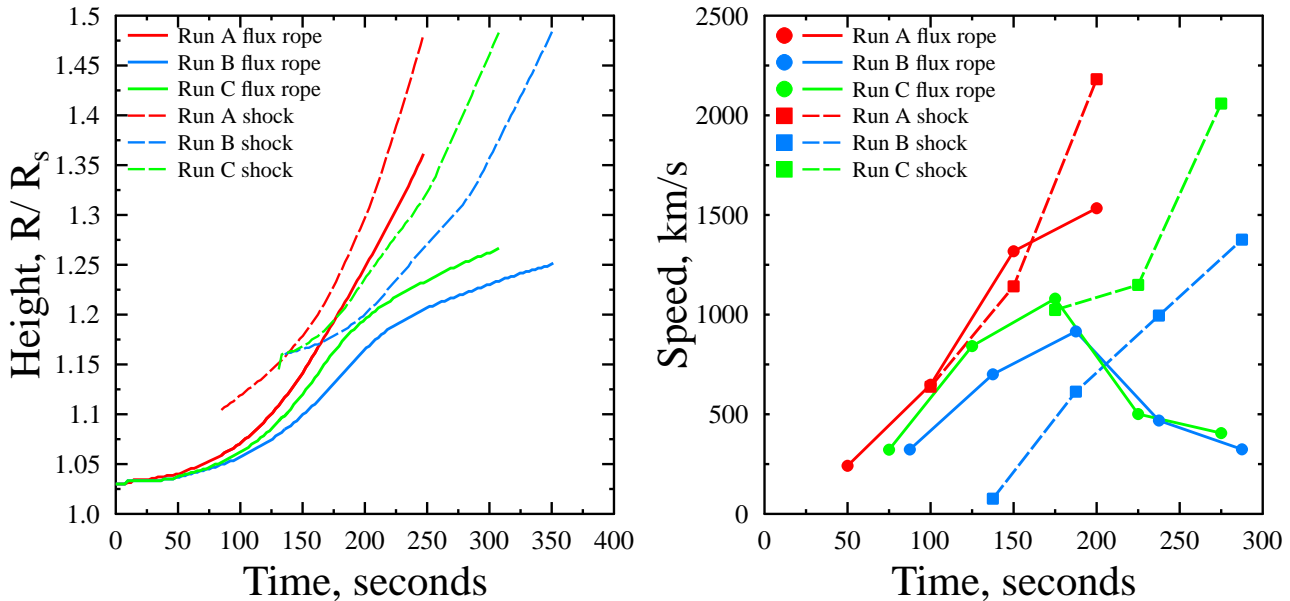 Height, R/ R_s
1.5
1.45
1.4
1.35
1.3
1.25
1.2
1.15
1.1
1.05
1.0
Run A flux rope
Run B flux rope
Run C flux rope
Run A shock
Run B shock
Run C shock
0 50 100 150 200 250 300 350 400
Time, seconds
Speed, km/s
2500
2000
1500
1000
500
0
Run A flux rope
Run B flux rope
Run C flux rope
Run A shock
Run B shock
Run C shock
0 50 100 150 200 250 300
Time, seconds